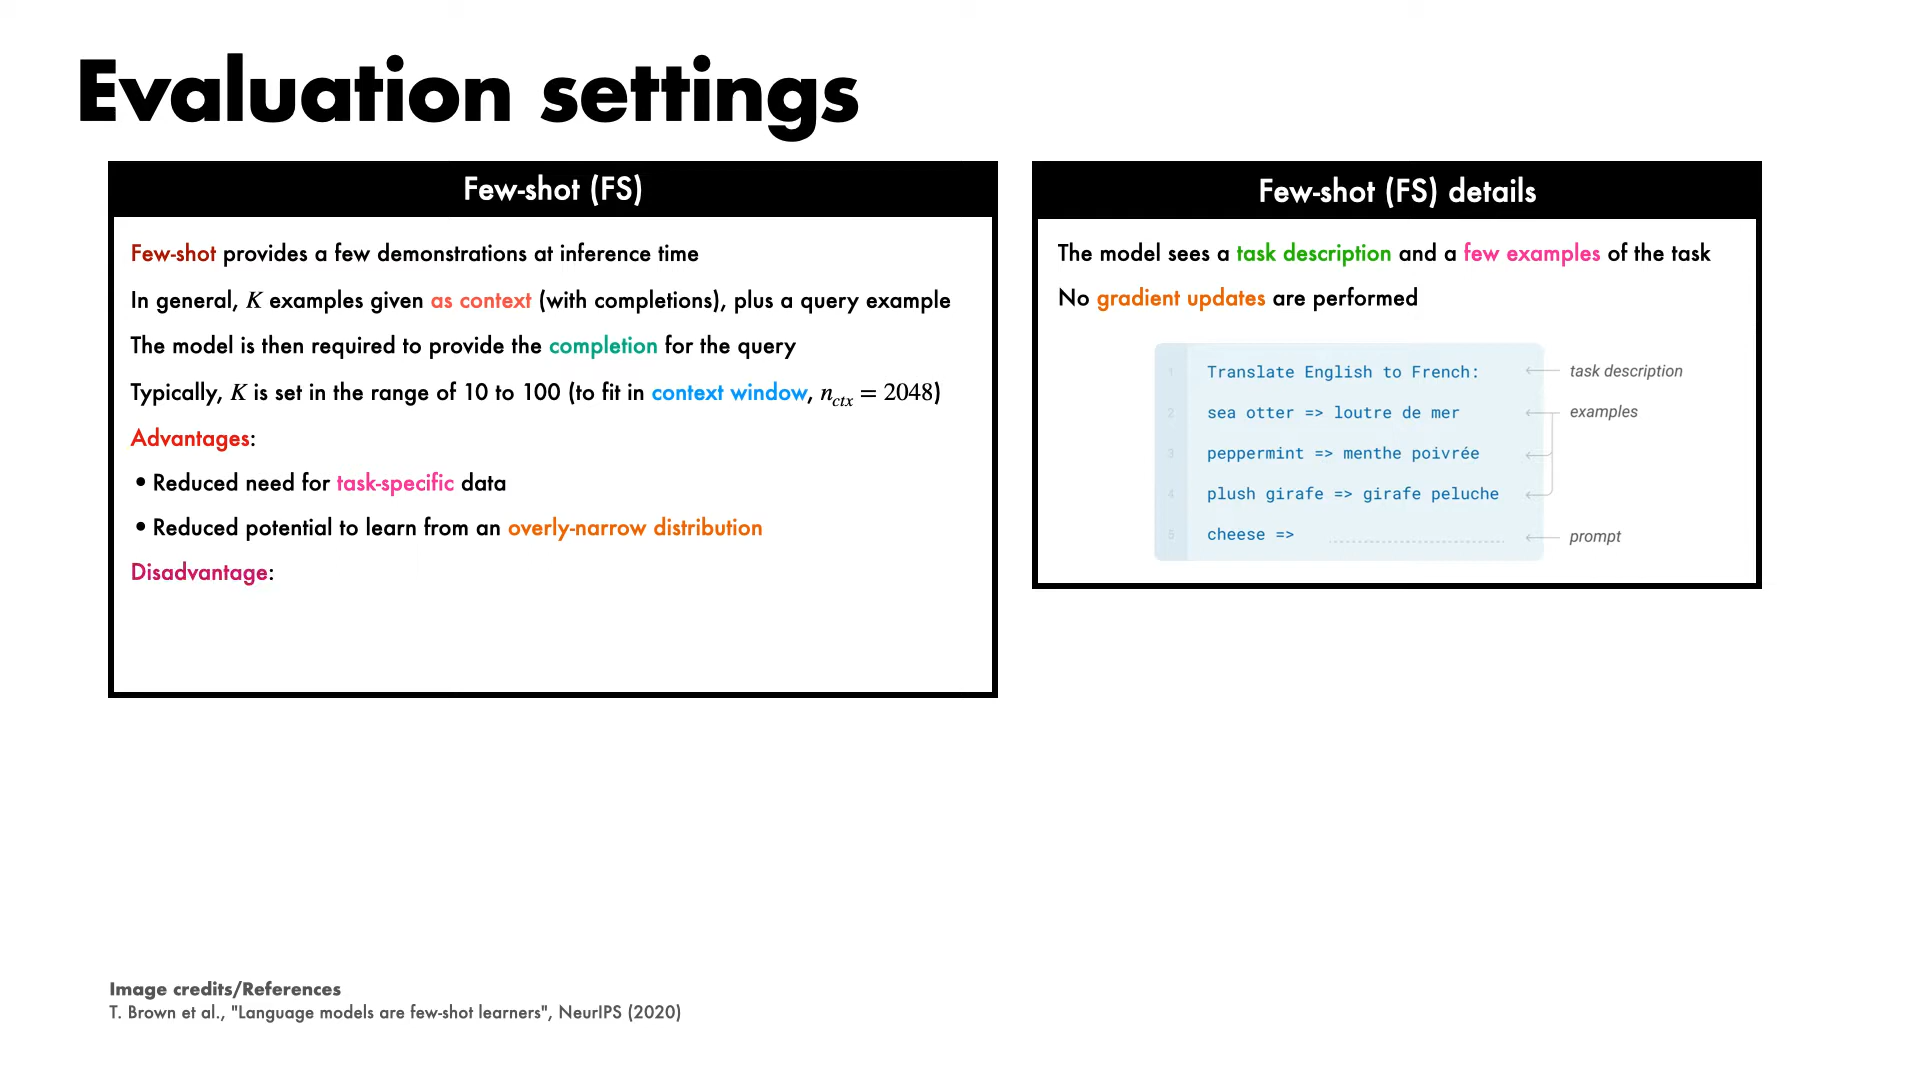 Evaluation settings
Few-shot (FS)
Few-shot provides a few demonstrations at inference time
In general, K examples given as context (with completions), plus a query example
The model is then required to provide the completion for the query
Typically, K is set in the range of 10 to 100 (to fit in context window, n_ctx = 2048)
Advantages:
• Reduced need for task-specific data
• Reduced potential to learn from an overly-narrow distribution
Disadvantage:
Few-shot (FS) details
The model sees a task description and a few examples of the task
No gradient updates are performed
1 Translate English to French: task description
2 sea otter => loutre de mer examples
3 peppermint => menthe poivrée
4 plush girafe => girafe peluche
5 cheese => prompt
Image credits/References
T. Brown et al., "Language models are few-shot learners", NeurIPS (2020)